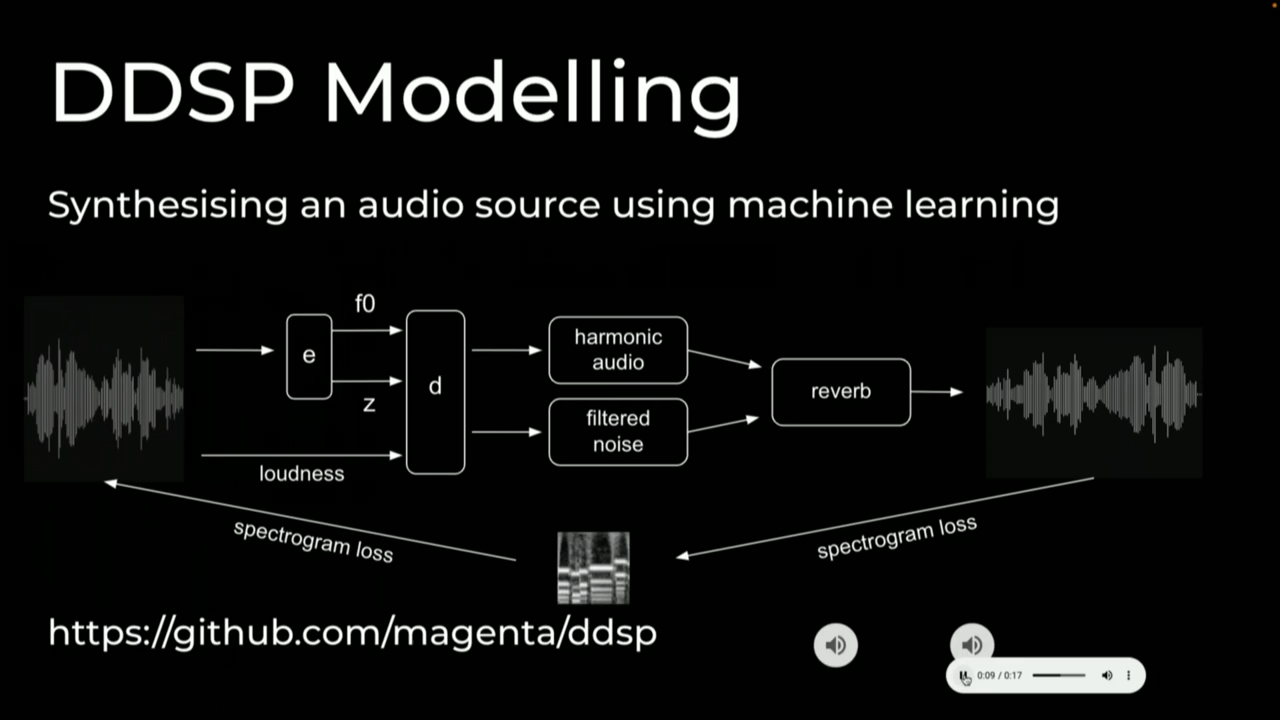 DDSP Modelling
Synthesising an audio source using machine learning
f0
e
z
d
loudness
harmonic
audio
filtered
noise
reverb
spectrogram loss
spectrogram loss
https://github.com/magenta/ddsp
0:09 / 0:17